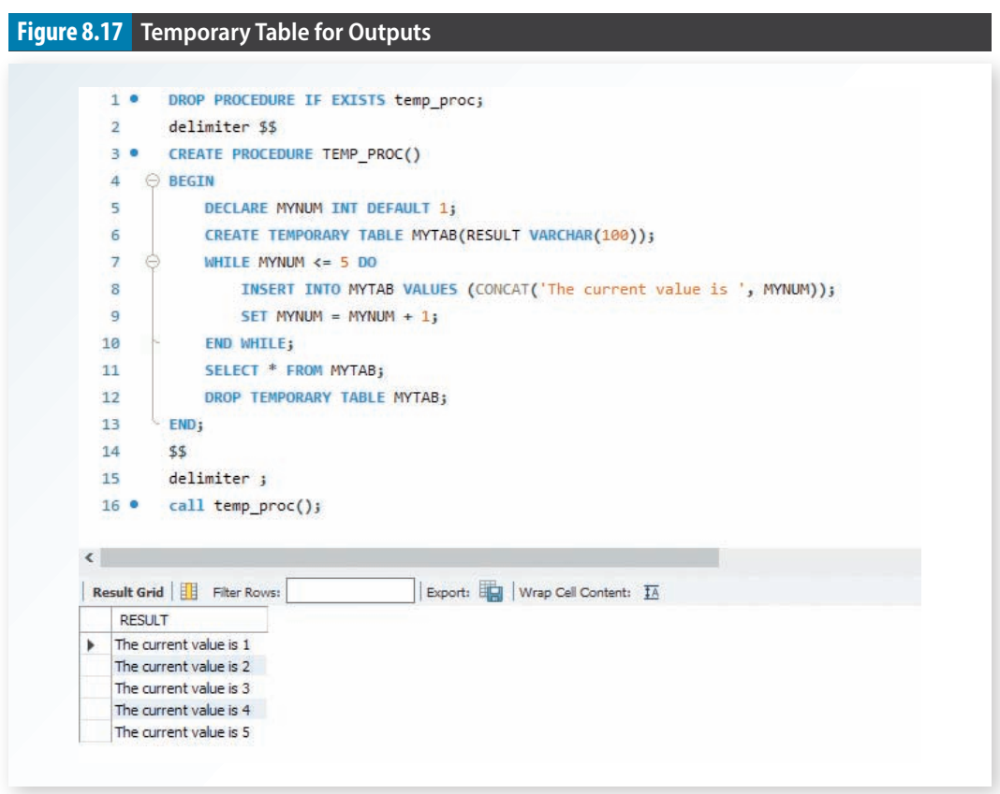 Figure 8.17 Temporary Table for Outputs
1 DROP PROCEDURE IF EXISTS temp_proc;
2 delimiter $$
3 CREATE PROCEDURE TEMP_PROC()
4 BEGIN
5 DECLARE MYNUM INT DEFAULT 1;
6 CREATE TEMPORARY TABLE MYTAB(RESULT VARCHAR(100));
7 WHILE MYNUM <= 5 DO
8 INSERT INTO MYTAB VALUES (CONCAT('The current value is ', MYNUM));
9 SET MYNUM = MYNUM + 1;
10 END WHILE;
11 SELECT * FROM MYTAB;
12 DROP TEMPORARY TABLE MYTAB;
13 END;
14 $$
15 delimiter ;
16 call temp_proc();
Result Grid Filter Rows: Export: Wrap Cell Content: IA
RESULT
The current value is 1
The current value is 2
The current value is 3
The current value is 4
The current value is 5